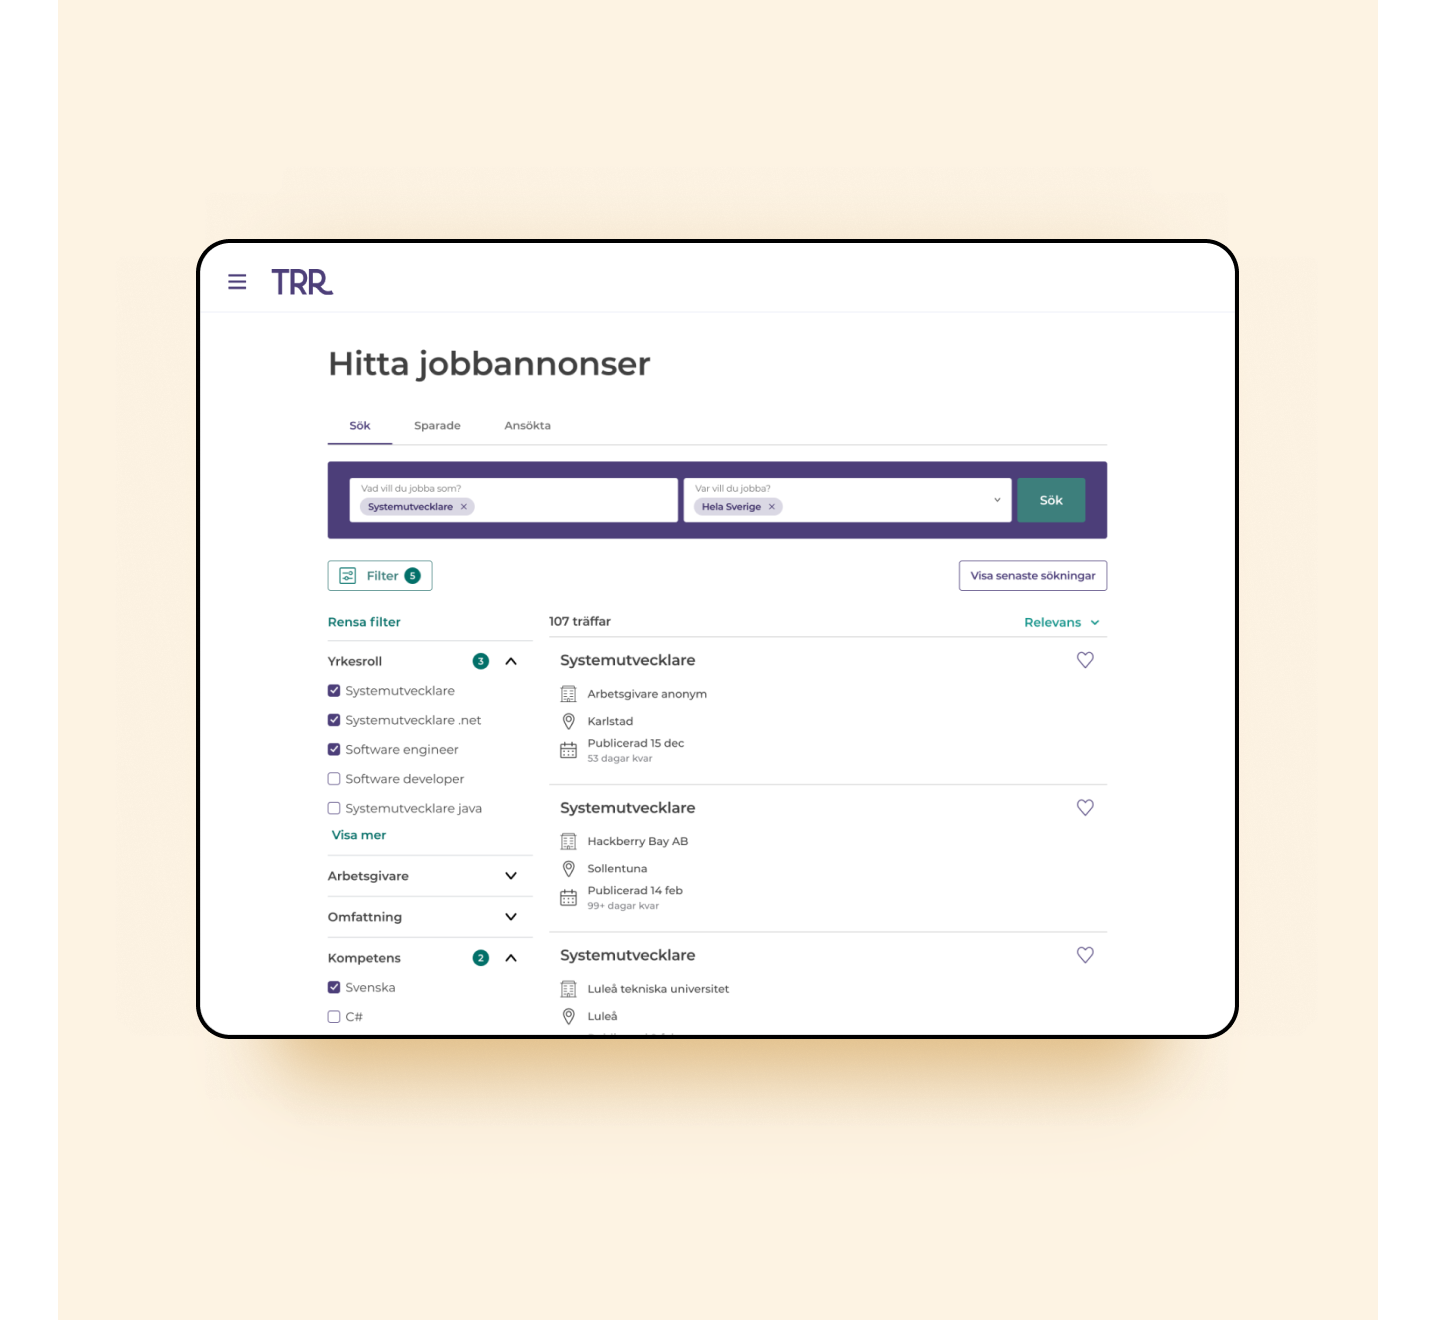 TRR
Hitta jobbannonser
Sök
Sparade
Ansökta
Vad vill du jobba som?
Systemutvecklare ×
Var vill du jobba?
Hela Sverige ×
Sök
Filter 5
Visa senaste sökningar
Rensa filter
Yrkesroll 3
Systemutvecklare
Systemutvecklare .net
Software engineer
Software developer
Systemutvecklare java
Visa mer
Arbetsgivare
Omfattning
Kompetens 2
Svenska
C#
107 träffar
Relevans
Systemutvecklare
Arbetsgivare anonym
Karlstad
Publicerad 15 dec
53 dagar kvar
Systemutvecklare
Hackberry Bay AB
Sollentuna
Publicerad 14 feb
99+ dagar kvar
Systemutvecklare
Luleå tekniska universitet
Luleå